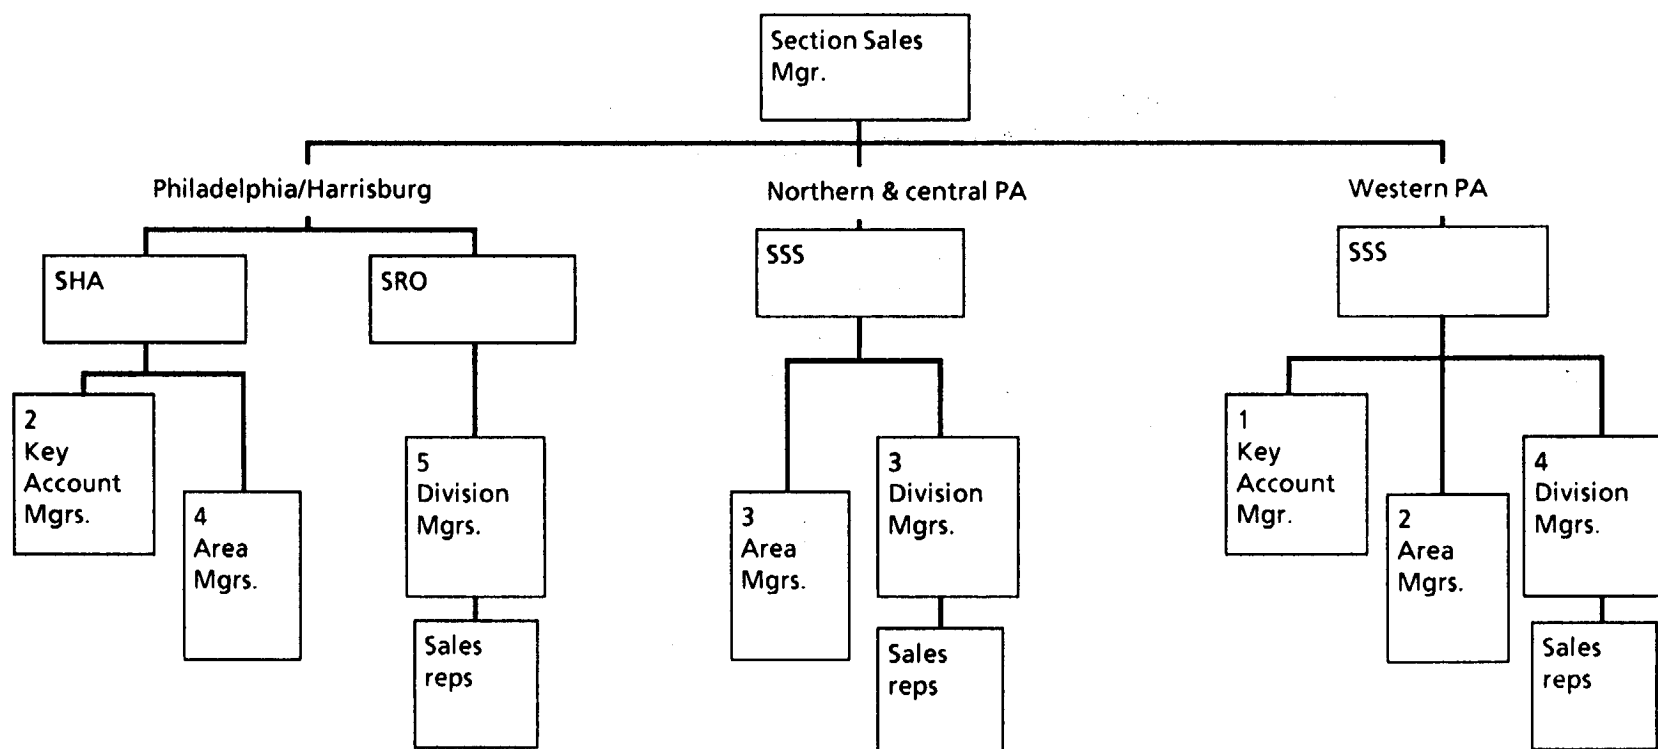 Section Sales
Mgr.
Philadelphia/Harrisburg
Northern & central PA
Western PA
SHA
SRO
SSS
SSS
2
Key
Account
Mgrs.
4
Area
Mgrs.
5
Division
Mgrs.
Sales
reps
3
Area
Mgrs.
3
Division
Mgrs.
Sales
reps
1
Key
Account
Mgr.
2
Area
Mgrs.
4
Division
Mgrs.
Sales
reps